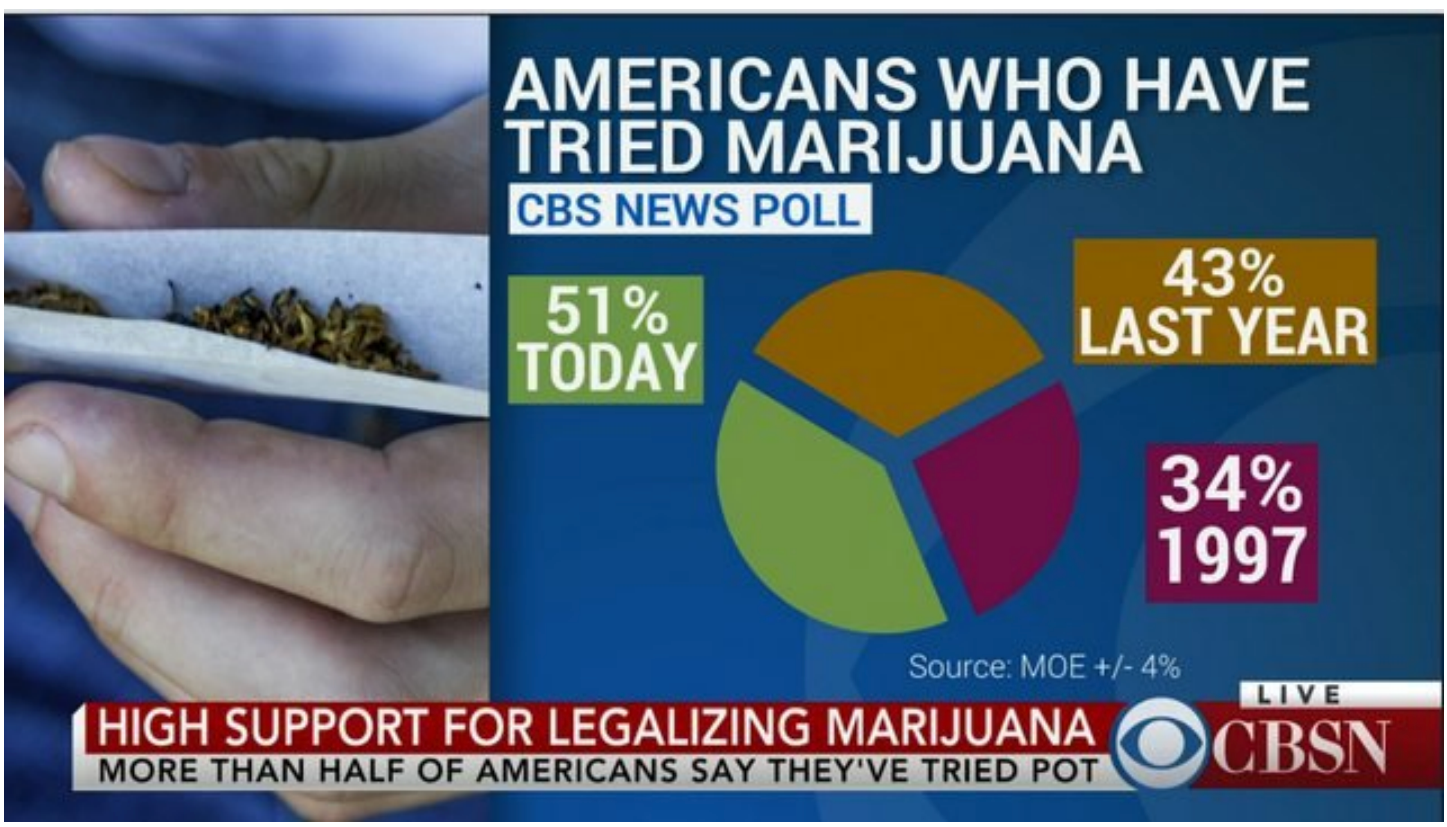 AMERICANS WHO HAVE
TRIED MARIJUANA
CBS NEWS POLL
51%
TODAY
43%
LAST YEAR
34%
1997
Source: MOE +/- 4%
LIVE
HIGH SUPPORT FOR LEGALIZING MARIJUANA
MORE THAN HALF OF AMERICANS SAY THEY'VE TRIED POT
CBSN